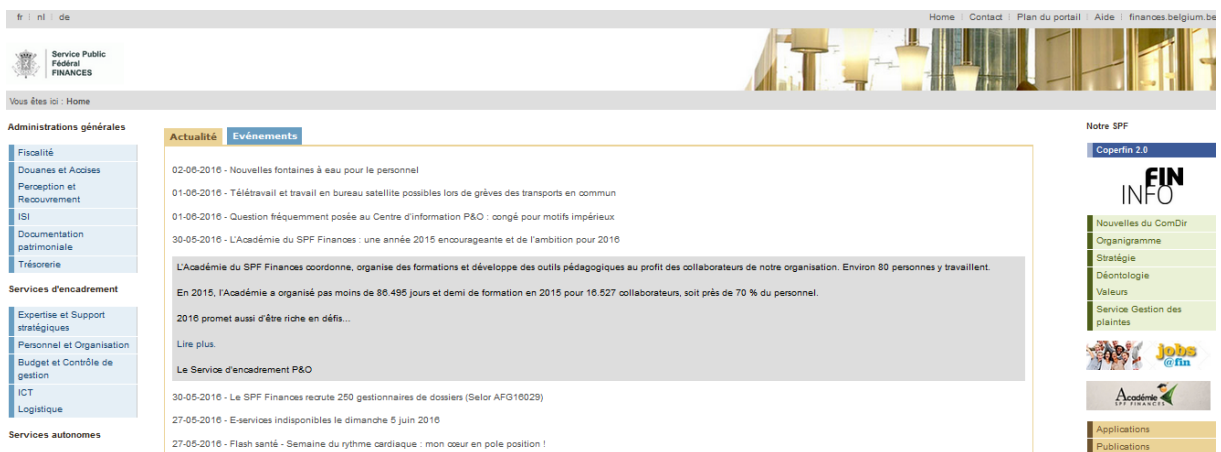 fr | nl | de
Home | Contact | Plan du portail | Aide | finances.belgium.be
Service Public
Fédéral
FINANCES
Vous êtes ici : Home
Administrations générales
Fiscalité
Douanes et Accises
Perception et
Recouvrement
ISI
Documentation
patrimoniale
Trésorerie
Services d'encadrement
Expertise et Support
stratégiques
Personnel et Organisation
Budget et Contrôle de
gestion
ICT
Logistique
Services autonomes
Actualité
Evénements
02-06-2016 - Nouvelles fontaines à eau pour le personnel
01-06-2016 - Télétravail et travail en bureau satellite possibles lors de grèves des transports en commun
01-06-2016 - Question fréquemment posée au Centre d'information P&O : congé pour motifs impérieux
30-05-2016 - L'Académie du SPF Finances : une année 2015 encourageante et de l'ambition pour 2016
L'Académie du SPF Finances coordonne, organise des formations et développe des outils pédagogiques au profit des collaborateurs de notre organisation. Environ 80 personnes y travaillent.
En 2015, l'Académie a organisé pas moins de 86.495 jours et demi de formation en 2015 pour 16.527 collaborateurs, soit près de 70 % du personnel.
2016 promet aussi d'être riche en défis...
Lire plus.
Le Service d'encadrement P&O
30-05-2016 - Le SPF Finances recrute 250 gestionnaires de dossiers (Selor AFG16029)
27-05-2016 - E-services indisponibles le dimanche 5 juin 2016
27-05-2016 - Flash santé - Semaine du rythme cardiaque : mon cœur en pole position !
Notre SPF
Coperfin 2.0
FIN
INFO
Nouvelles du ComDir
Organigramme
Stratégie
Déontologie
Valeurs
Service Gestion des
plaintes
jobs
@fin
Académie
SPF FINANCES
Applications
Publications